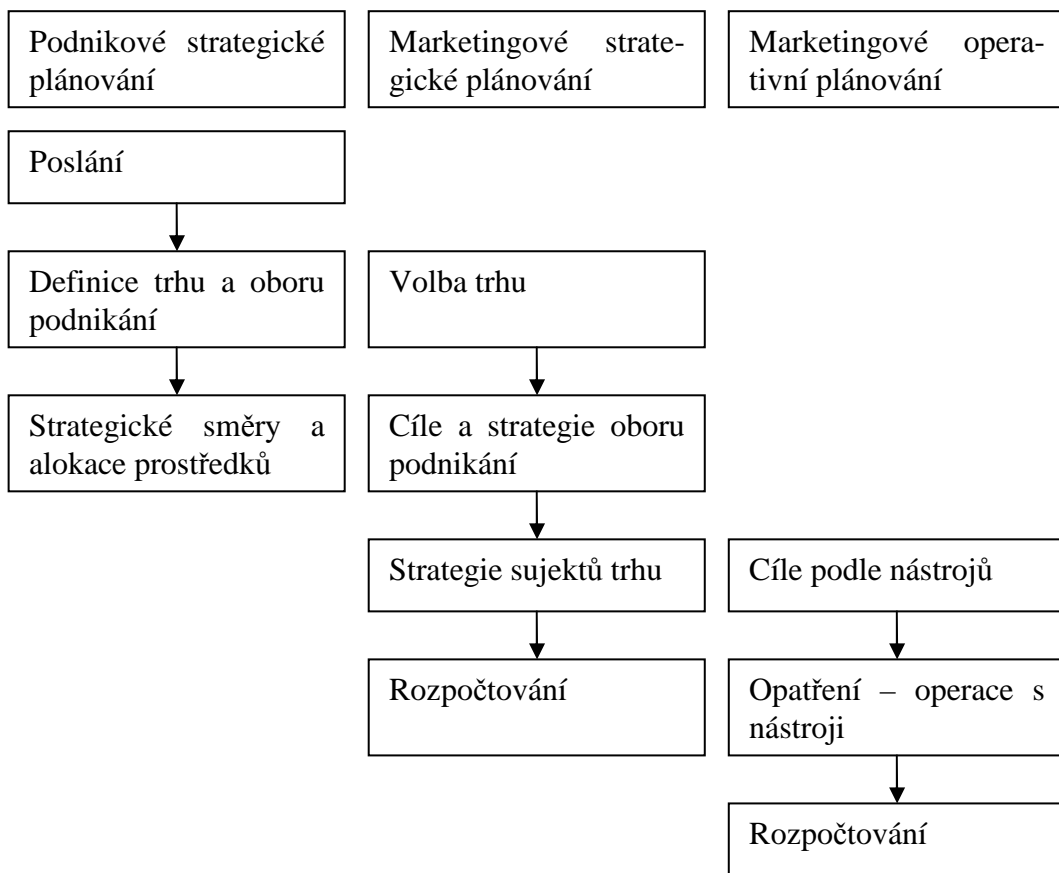 Podnikové strategické
plánování
Marketingové strate-
gické plánování
Marketingové opera-
tivní plánování
Poslání
Definice trhu a oboru
podnikání
Volba trhu
Strategické směry a
alokace prostředků
Cíle a strategie oboru
podnikání
Strategie sujektů trhu
Cíle podle nástrojů
Rozpočtování
Opatření – operace s
nástroji
Rozpočtování